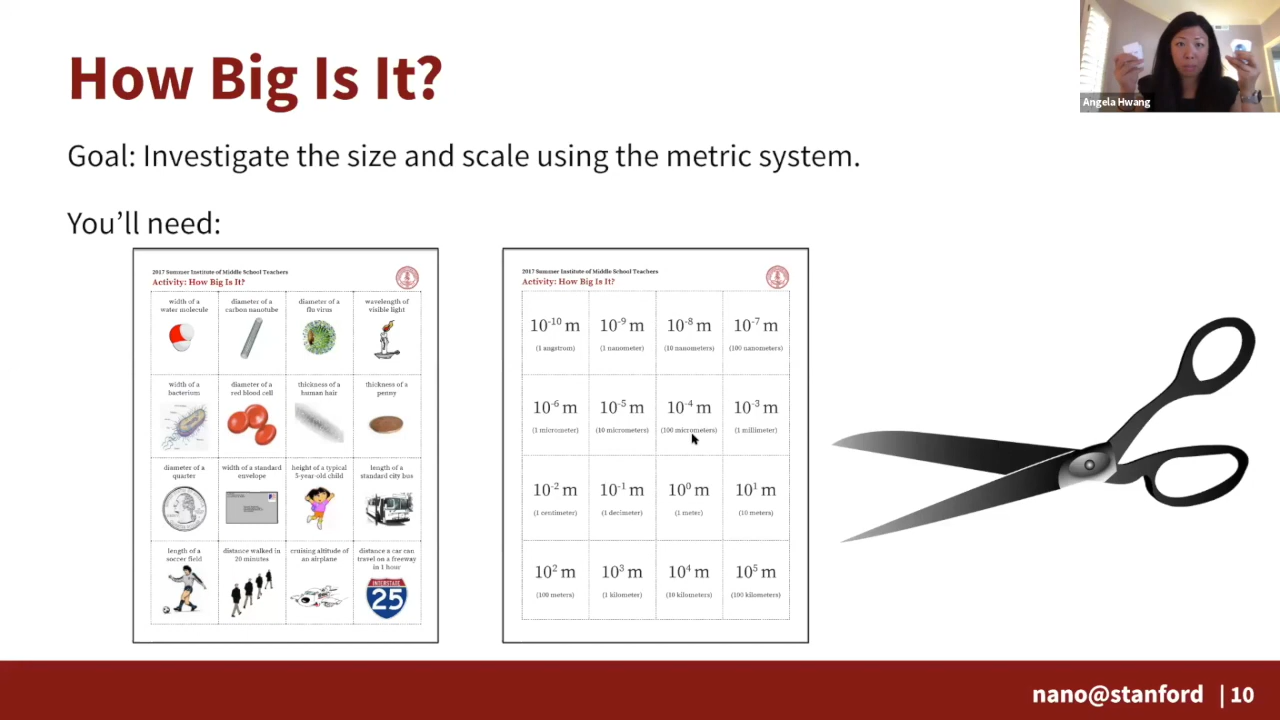 How Big Is It?
Angela Hwang
Goal: Investigate the size and scale using the metric system.
You’ll need:
2017 Summer Institute of Middle School Teachers
Activity: How Big Is It?
width of a
water molecule
diameter of a
carbon nanotube
diameter of a
flu virus
wavelength of
visible light
width of a
bacterium
diameter of a
red blood cell
thickness of a
human hair
thickness of a
penny
diameter of a
quarter
width of a standard
envelope
height of a typical
5-year-old child
length of a
standard city bus
length of a
soccer field
distance walked in
20 minutes
cruising altitude of
an airplane
distance a car can
travel on a freeway
in 1 hour
INTERSTATE
25
2017 Summer Institute of Middle School Teachers
Activity: How Big Is It?
10⁻¹⁰ m
(1 angstrom)
10⁻⁹ m
(1 nanometer)
10⁻⁸ m
(10 nanometers)
10⁻⁷ m
(100 nanometers)
10⁻⁶ m
(1 micrometer)
10⁻⁵ m
(10 micrometers)
10⁻⁴ m
(100 micrometers)
10⁻³ m
(1 millimeter)
10⁻² m
(1 centimeter)
10⁻¹ m
(1 decimeter)
10⁰ m
(1 meter)
10¹ m
(10 meters)
10² m
(100 meters)
10³ m
(1 kilometer)
10⁴ m
(10 kilometers)
10⁵ m
(100 kilometers)
nano@stanford | 10